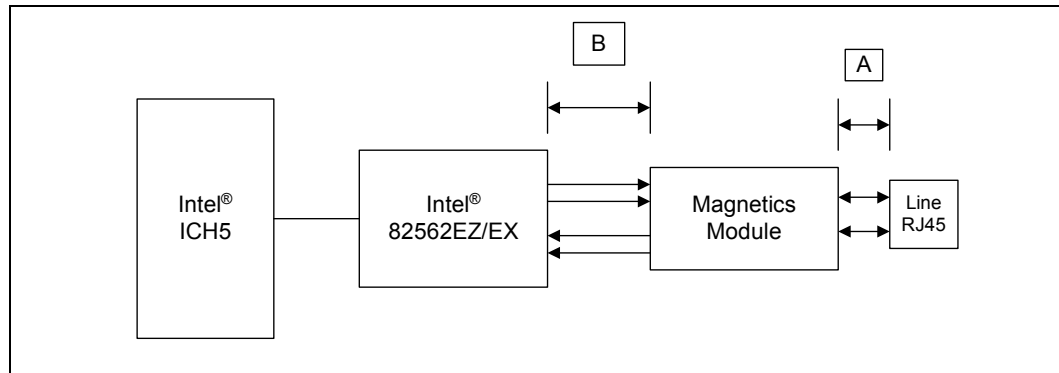 B
A
Intel®
ICH5
Intel®
82562EZ/EX
Magnetics
Module
Line
RJ45